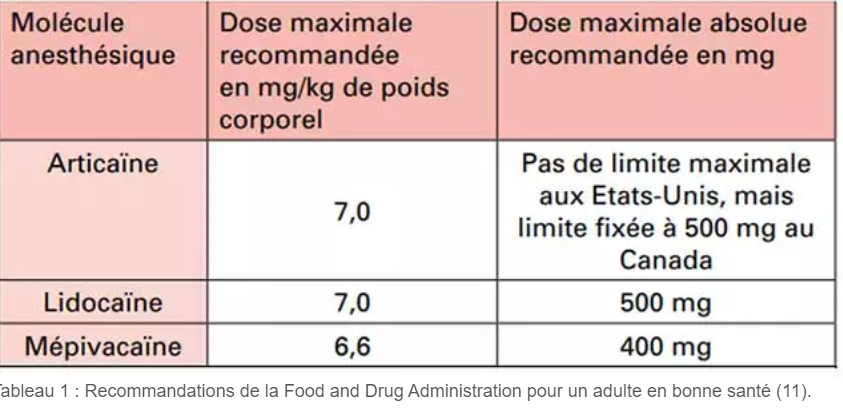 Molécule
anesthésique
Dose maximale
recommandée
en mg/kg de poids
corporel
Dose maximale absolue
recommandée en mg
Articaïne
7,0
Pas de limite maximale
aux Etats-Unis, mais
limite fixée à 500 mg au
Canada
Lidocaïne
7,0
500 mg
Mépivacaïne
6,6
400 mg
Tableau 1 : Recommandations de la Food and Drug Administration pour un adulte en bonne santé (11).